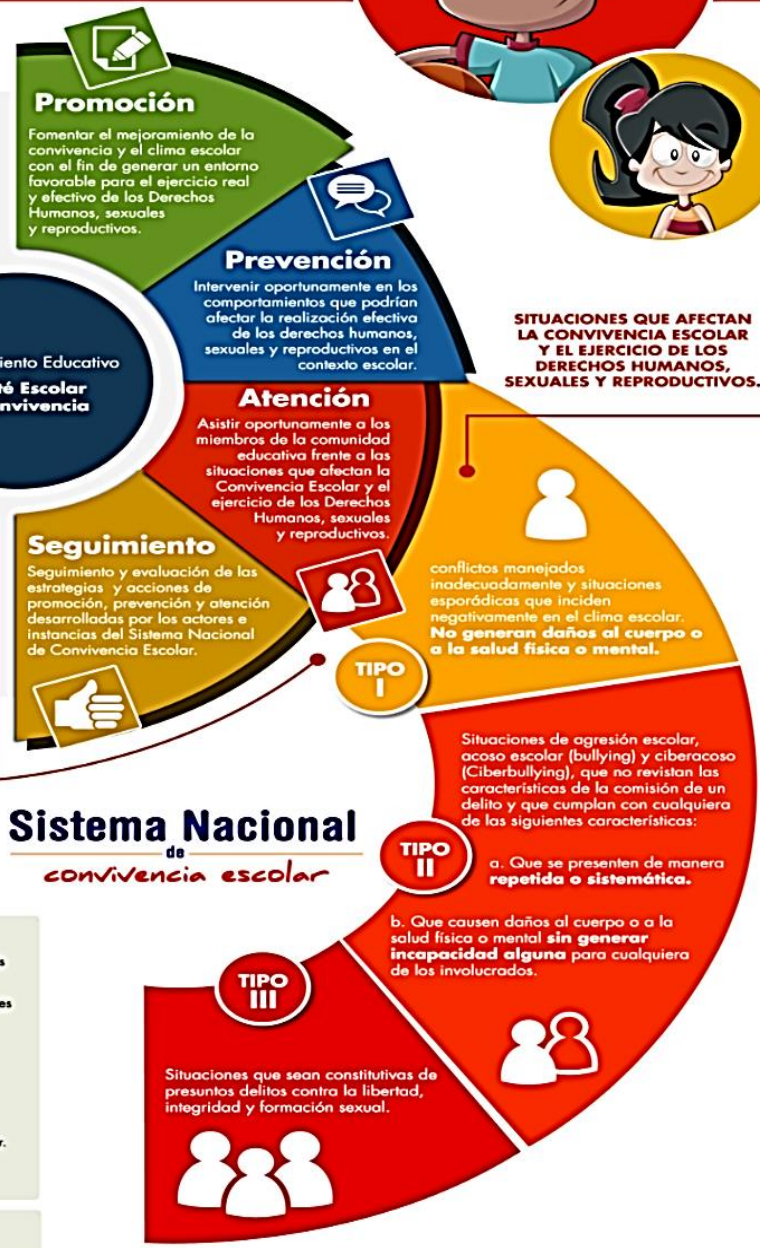 Promoción
Fomentar el mejoramiento de la
convivencia y el clima escolar
con el fin de generar un entorno
favorable para el ejercicio real
y efectivo de los Derechos
Humanos, sexuales
y reproductivos.
Prevención
Intervenir oportunamente en los
comportamientos que podrían
afectar la realización efectiva
de los derechos humanos,
sexuales y reproductivos en el
contexto escolar.
iento Educativo
té Escolar
nvivencia
Atención
Asistir oportunamente a los
miembros de la comunidad
educativa frente a las
situaciones que afectan la
Convivencia Escolar y el
ejercicio de los Derechos
Humanos, sexuales
y reproductivos.
Seguimiento
Seguimiento y evaluación de las
estrategias y acciones de
promoción, prevención y atención
desarrolladas por los actores e
instancias del Sistema Nacional
de Convivencia Escolar.
SITUACIONES QUE AFECTAN
LA CONVIVENCIA ESCOLAR
Y EL EJERCICIO DE LOS
DERECHOS HUMANOS,
SEXUALES Y REPRODUCTIVOS.
TIPO
I
conflictos manejados
inadecuadamente y situaciones
esporádicas que inciden
negativamente en el clima escolar.
No generan daños al cuerpo o
a la salud física o mental.
TIPO
II
Situaciones de agresión escolar,
acoso escolar (bullying) y ciberacoso
(Ciberbullying), que no revistan las
características de la comisión de un
delito y que cumplan con cualquiera
de las siguientes características:
a. Que se presenten de manera
repetida o sistemática.
b. Que causen daños al cuerpo o a la
salud física o mental sin generar
incapacidad alguna para cualquiera
de los involucrados.
TIPO
III
Situaciones que sean constitutivas de
presuntos delitos contra la libertad,
integridad y formación sexual.
Sistema Nacional
de
convivencia escolar
s
es
r.